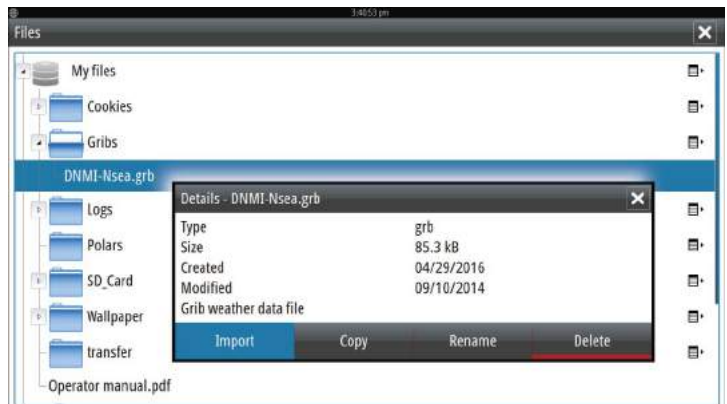 3:40:53 pm
Files
My files
Cookies
Gribs
DNMI-Nsea.grb
Logs
Polars
SD_Card
Wallpaper
transfer
Operator manual.pdf
Details - DNMI-Nsea.grb
Type grb
Size 85.3 kB
Created 04/29/2016
Modified 09/10/2014
Grib weather data file
Import Copy Rename Delete